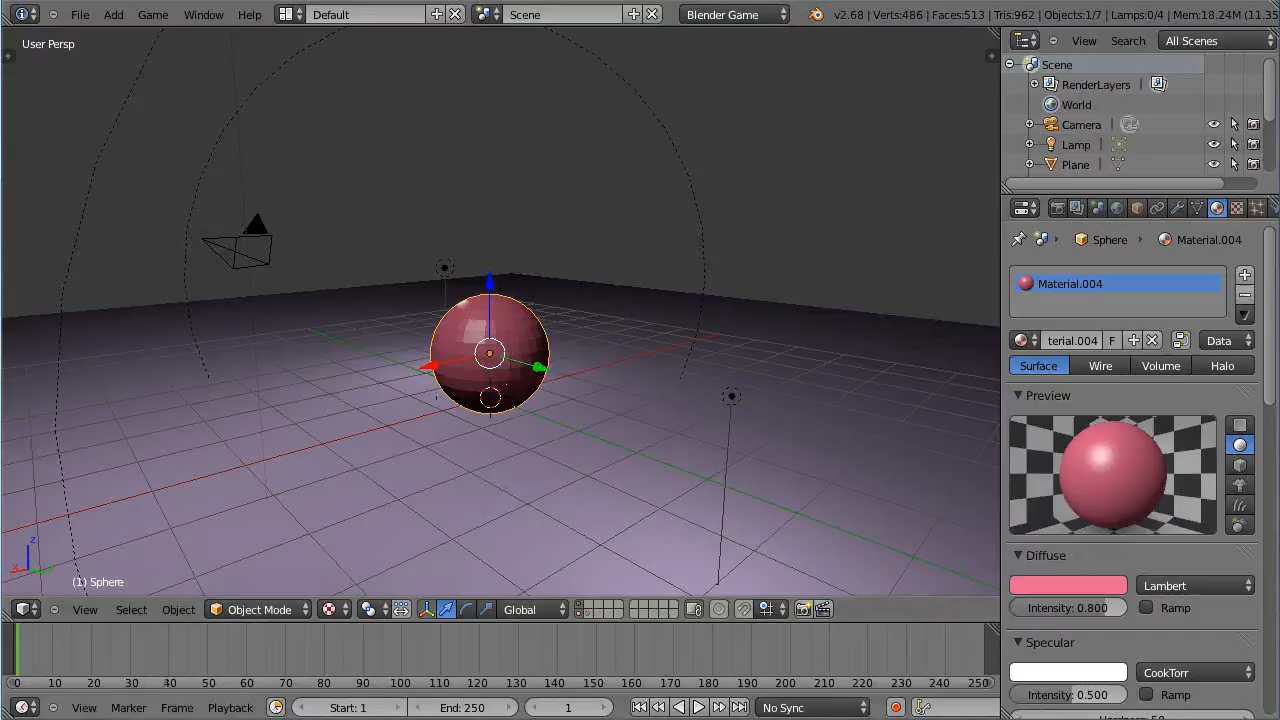 File Add Game Window Help Default Scene Blender Game v2.68 | Verts:486 | Faces:513 | Tris:962 | Objects:1/7 | Lamps:0/4 | Mem:18.24M (11.35
User Persp
View Search All Scenes
Scene
RenderLayers |
World
Camera |
Lamp |
Plane |
Sphere Material.004
Material.004
terial.004 F Data
Surface Wire Volume Halo
Preview
Diffuse
Lambert
Intensity: 0.800 Ramp
Specular
CookTorr
Intensity: 0.500 Ramp
z
x y
(1) Sphere
View Select Object Object Mode Global
0 10 20 30 40 50 60 70 80 90 100 110 120 130 140 150 160 170 180 190 200 210 220 230 240 250
View Marker Frame Playback Start: 1 End: 250 1 No Sync